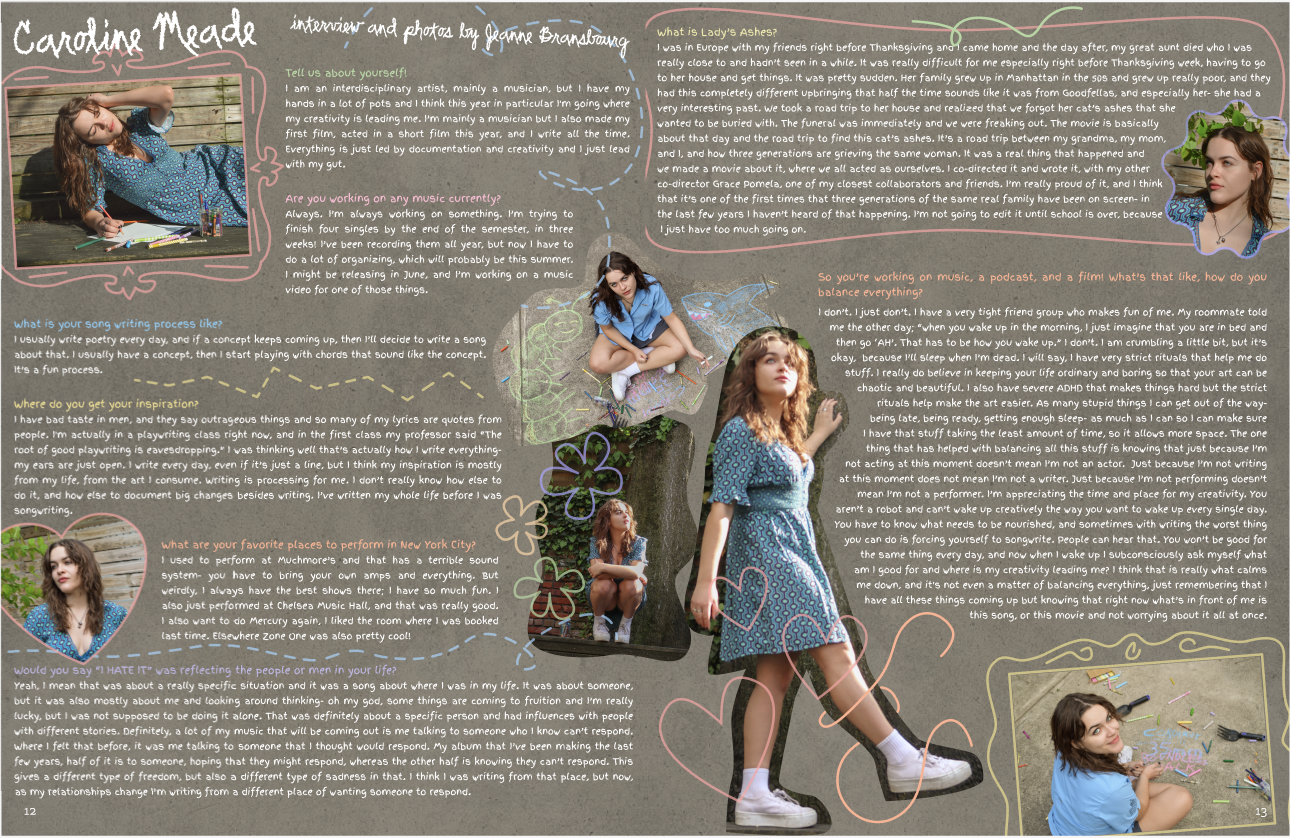 Caroline Meade
interview and photos by Jeanne Bransbourg
Tell us about yourself!
I am an interdisciplinary artist, mainly a musician, but I have my
hands in a lot of pots and I think this year in particular I'm going where
my creativity is leading me. I'm mainly a musician but I also made my
first film, acted in a short film this year, and I write all the time.
Everything is just led by documentation and creativity and I just lead
with my gut.
Are you working on any music currently?
Always. I'm always working on something. I'm trying to
finish four singles by the end of the semester, in three
weeks! I've been recording them all year, but now I have to
do a lot of organizing, which will probably be this summer.
I might be releasing in June, and I'm working on a music
video for one of those things.
What is your song writing process like?
I usually write poetry every day, and if a concept keeps coming up, then I'll decide to write a song
about that. I usually have a concept, then I start playing with chords that sound like the concept.
It's a fun process.
Where do you get your inspiration?
I have bad taste in men, and they say outrageous things and so many of my lyrics are quotes from
people. I'm actually in a playwriting class right now, and in the first class my professor said "The
root of good playwriting is eavesdropping." I was thinking well that's actually how I write everything-
my ears are just open. I write every day, even if it's just a line, but I think my inspiration is mostly
from my life, from the art I consume. Writing is processing for me. I don't really know how else to
do it, and how else to document big changes besides writing. I've written my whole life before I was
songwriting.
What are your favorite places to perform in New York City?
I used to perform at Muchmore's and that has a terrible sound
system- you have to bring your own amps and everything. But
weirdly, I always have the best shows there; I have so much fun. I
also just performed at Chelsea Music Hall, and that was really good.
I also want to do Mercury again, I liked the room where I was booked
last time. Elsewhere Zone One was also pretty cool!
Would you say "I HATE IT" was reflecting the people or men in your life?
Yeah, I mean that was about a really specific situation and it was a song about where I was in my life. It was about someone,
but it was also mostly about me and looking around thinking- oh my god, some things are coming to fruition and I'm really
lucky, but I was not supposed to be doing it alone. That was definitely about a specific person and had influences with people
with different stories. Definitely, a lot of my music that will be coming out is me talking to someone who I know can't respond.
Where I felt that before, it was me talking to someone that I thought would respond. My album that I've been making the last
few years, half of it is to someone, hoping that they might respond, whereas the other half is knowing they can't respond. This
gives a different type of freedom, but also a different type of sadness in that. I think I was writing from that place, but now,
as my relationships change I'm writing from a different place of wanting someone to respond.
12
What is Lady's Ashes?
I was in Europe with my friends right before Thanksgiving and I came home and the day after, my great aunt died who I was
really close to and hadn't seen in a while. It was really difficult for me especially right before Thanksgiving week, having to go
to her house and get things. It was pretty sudden. Her family grew up in Manhattan in the 50s and grew up really poor, and they
had this completely different upbringing that half the time sounds like it was from Goodfellas, and especially her- she had a
very interesting past. We took a road trip to her house and realized that we forgot her cat's ashes that she
wanted to be buried with. The funeral was immediately and we were freaking out. The movie is basically
about that day and the road trip to find this cat's ashes. It's a road trip between my grandma, my mom,
and I, and how three generations are grieving the same woman. It was a real thing that happened and
we made a movie about it, where we all acted as ourselves. I co-directed it and wrote it, with my other
co-director Grace Pomela, one of my closest collaborators and friends. I'm really proud of it, and I think
that it's one of the first times that three generations of the same real family have been on screen- in
the last few years I haven't heard of that happening. I'm not going to edit it until school is over, because
I just have too much going on.
So you're working on music, a podcast, and a film! What's that like, how do you
balance everything?
I don't. I just don't. I have a very tight friend group who makes fun of me. My roommate told
me the other day; "when you wake up in the morning, I just imagine that you are in bed and
then go 'AH'. That has to be how you wake up." I don't. I am crumbling a little bit, but it's
okay, because I'll sleep when I'm dead. I will say, I have very strict rituals that help me do
stuff. I really do believe in keeping your life ordinary and boring so that your art can be
chaotic and beautiful. I also have severe ADHD that makes things hard but the strict
rituals help make the art easier. As many stupid things I can get out of the way-
being late, being ready, getting enough sleep- as much as I can so I can make sure
I have that stuff taking the least amount of time, so it allows more space. The one
thing that has helped with balancing all this stuff is knowing that just because I'm
not acting at this moment doesn't mean I'm not an actor. Just because I'm not writing
at this moment does not mean I'm not a writer. Just because I'm not performing doesn't
mean I'm not a performer. I'm appreciating the time and place for my creativity. You
aren't a robot and can't wake up creatively the way you want to wake up every single day.
You have to know what needs to be nourished, and sometimes with writing the worst thing
you can do is forcing yourself to songwrite. People can hear that. You won't be good for
the same thing every day, and now when I wake up I subconsciously ask myself what
am I good for and where is my creativity leading me? I think that is really what calms
me down, and it's not even a matter of balancing everything, just remembering that I
have all these things coming up but knowing that right now what's in front of me is
this song, or this movie and not worrying about it all at once.
13